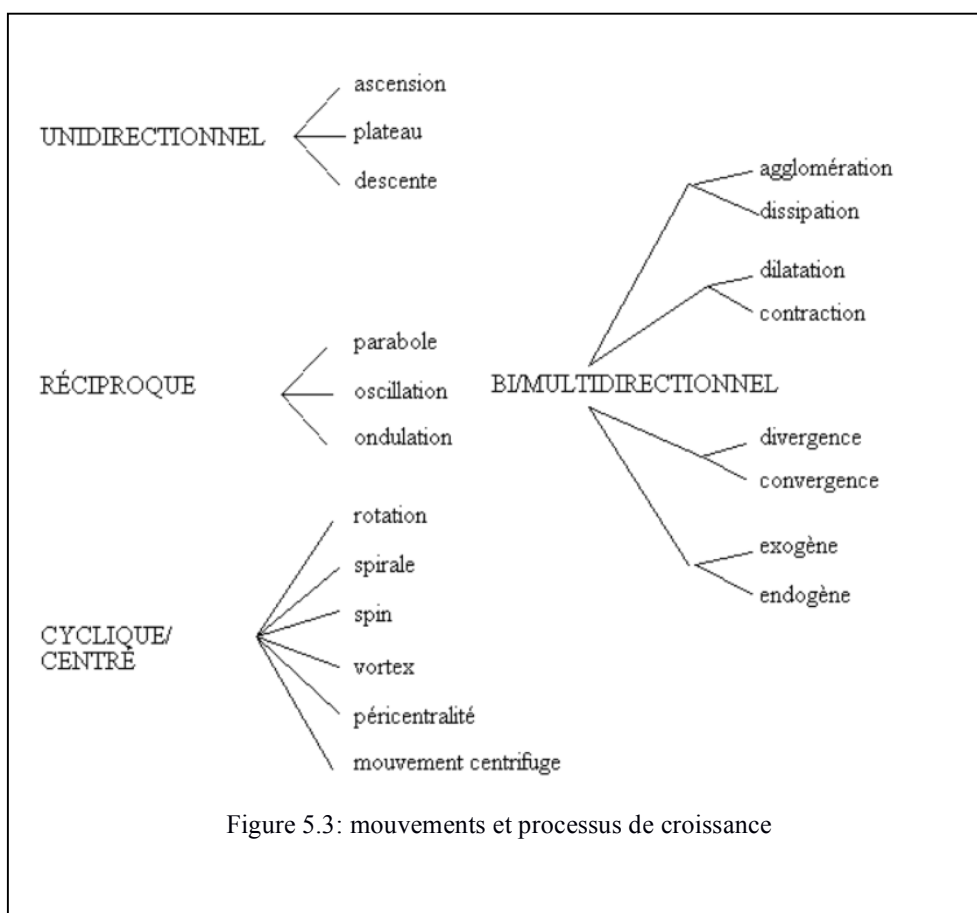 UNIDIRECTIONNEL
ascension
plateau
descente
RÉCIPROQUE
parabole
oscillation
ondulation
CYCLIQUE/
CENTRÉ
rotation
spirale
spin
vortex
péricentralité
mouvement centrifuge
BI/MULTIDIRECTIONNEL
agglomération
dissipation
dilatation
contraction
divergence
convergence
exogène
endogène
Figure 5.3: mouvements et processus de croissance